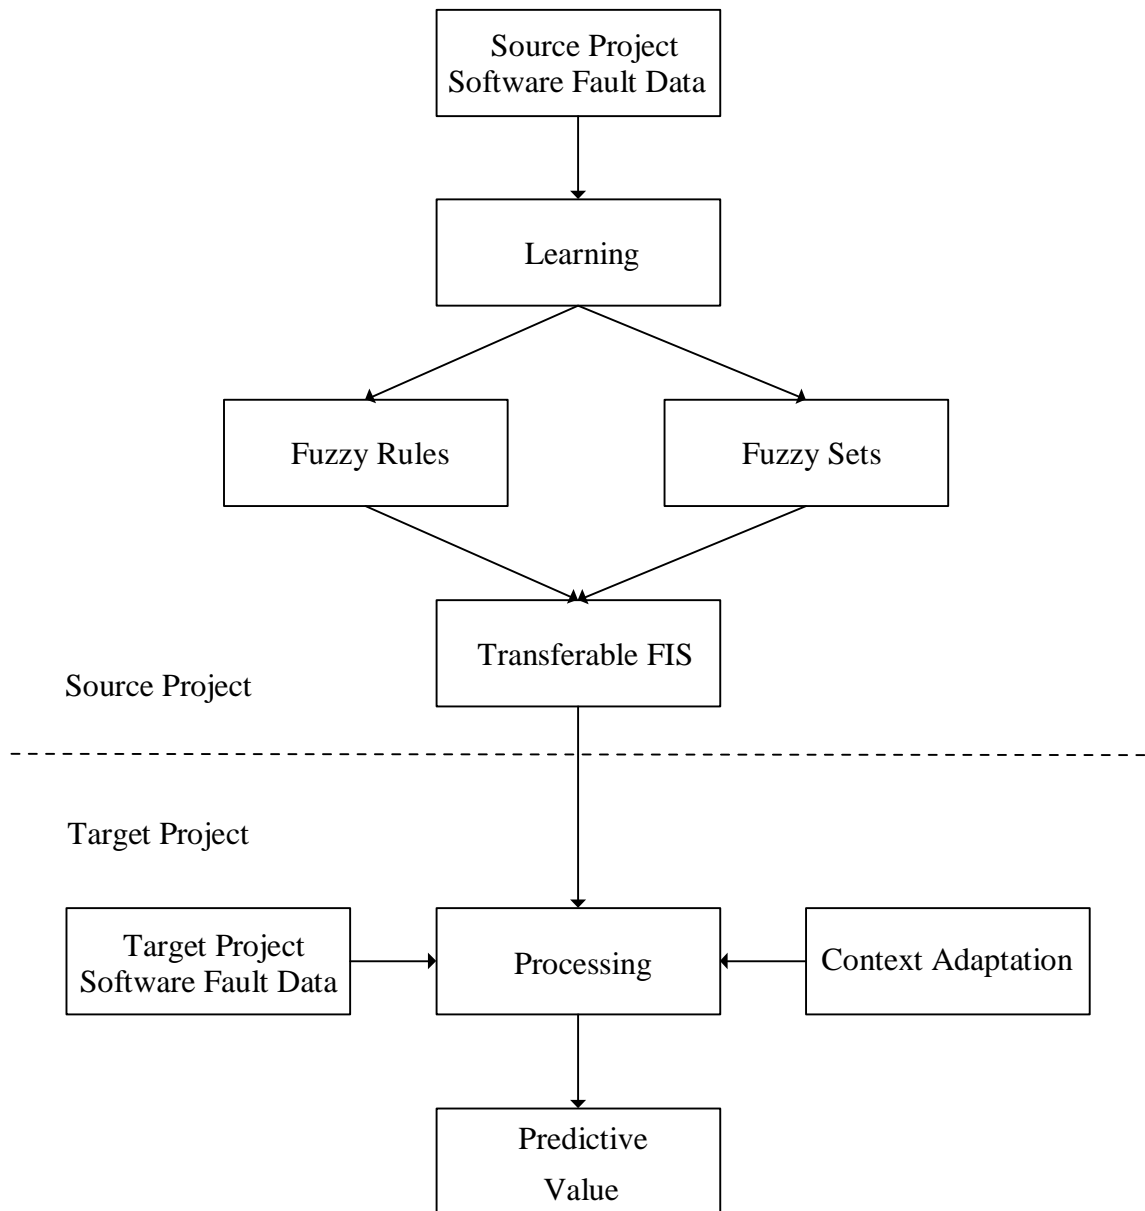 Source Project
Software Fault Data
Learning
Fuzzy Rules
Fuzzy Sets
Transferable FIS
Source Project
Target Project
Target Project
Software Fault Data
Processing
Context Adaptation
Predictive
Value